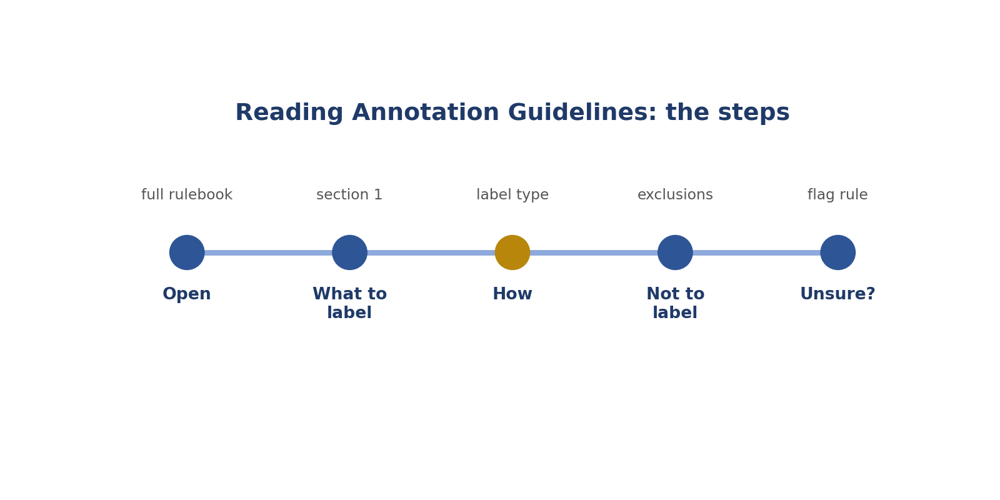 Reading Annotation Guidelines: the steps
full rulebook
section 1
label type
exclusions
flag rule
Open
What to
label
How
Not to
label
Unsure?